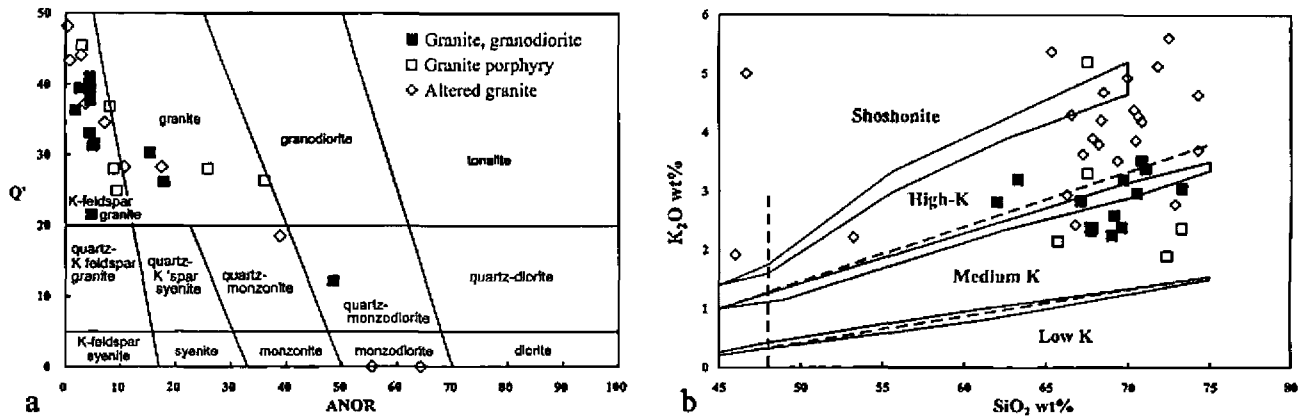 50
40
30
Q'
20
10
0
Granite, granodiorite
Granite porphyry
Altered granite
granite
granodiorite
tonalite
K-feldspar
granite
quartz-
K feldspar
granite
quartz-
K'spar
syenite
quartz-
monzonite
quartz-
monzodiorite
quartz-diorite
K-feldspar
syenite
syenite
monzonite
monzodiorite
diorite
0 10 20 30 40 50 60 70 80 90 100
a ANOR
6
5
4
3
2
1
0
K2O wt%
Shoshonite
High-K
Medium K
Low K
45 50 55 60 65 70 75 80
b SiO2 wt%